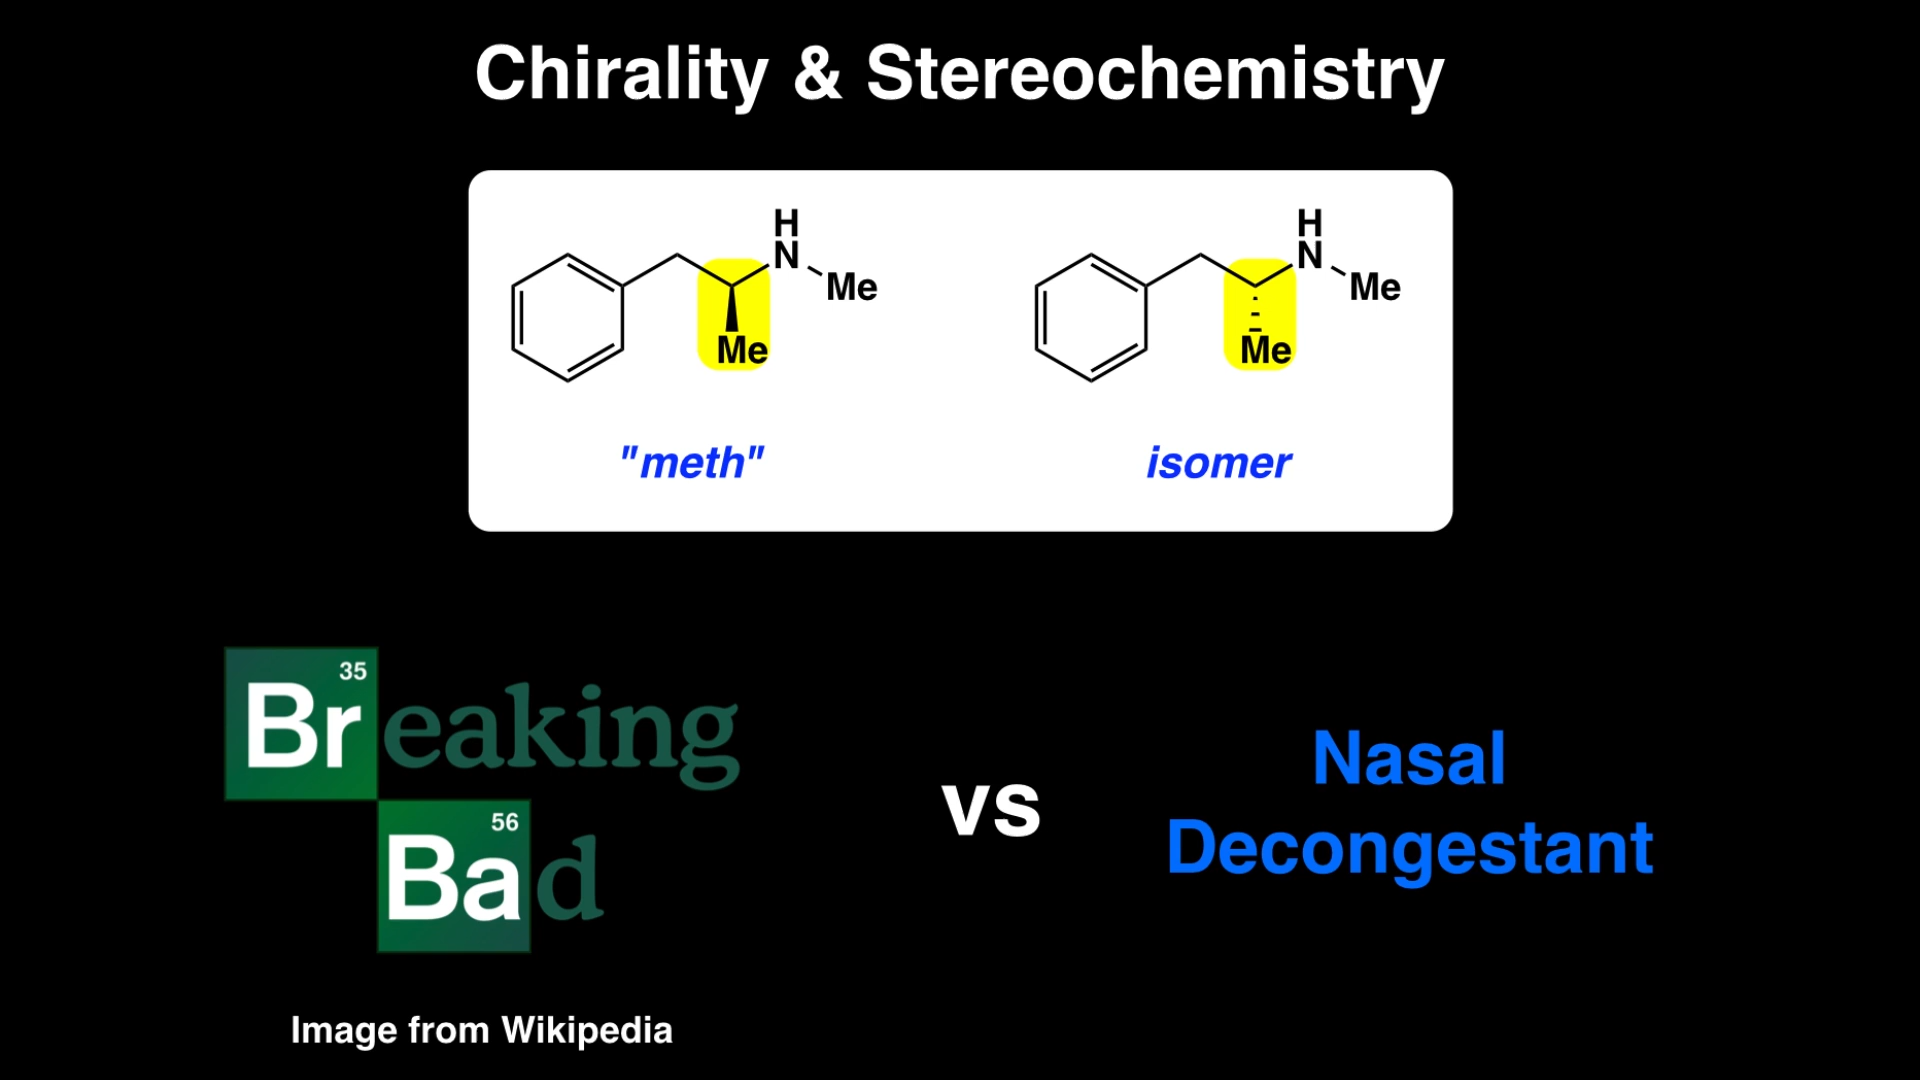 Chirality & Stereochemistry
H
N
Me
Me
"meth"
H
N
Me
Me
isomer
35
Breaking
56
Bad
vs
Nasal
Decongestant
Image from Wikipedia